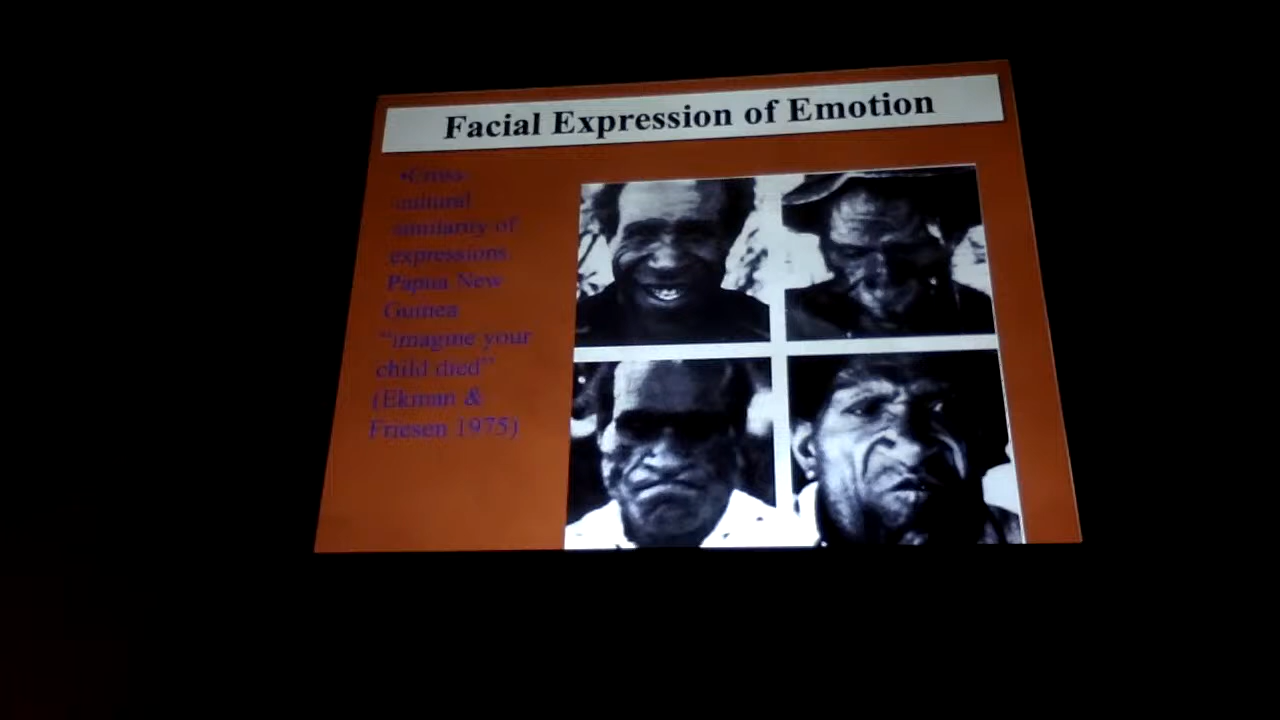 Facial Expression of Emotion
•Cross-
cultural
similarity of
expressions.
Papua New
Guinea
“imagine your
child died”
(Ekman &
Friesen 1975)